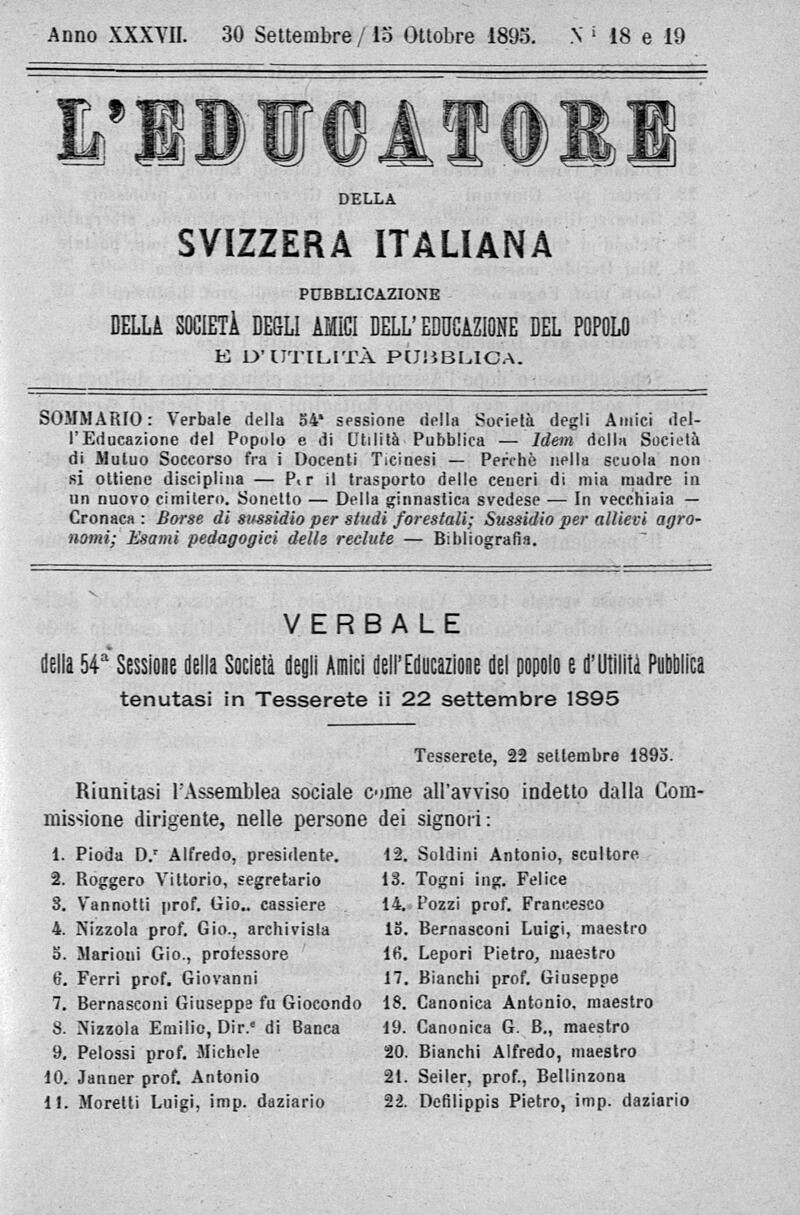 Anno XXXVII. 30 Settembre / 15 Ottobre 1895. Nⁱ 18 e 19
L'EDUCATORE
DELLA
SVIZZERA ITALIANA
PUBBLICAZIONE
DELLA SOCIETÀ DEGLI AMICI DELL'EDUCAZIONE DEL POPOLO
E D'UTILITÀ PUBBLICA.
SOMMARIO: Verbale della 54ª sessione della Società degli Amici del-
l'Educazione del Popolo e di Utilità Pubblica — Idem della Società
di Mutuo Soccorso fra i Docenti Ticinesi — Perchè nella scuola non
si ottiene disciplina — Per il trasporto delle ceneri di mia madre in
un nuovo cimitero. Sonetto — Della ginnastica svedese — In vecchiaia —
Cronaca: Borse di sussidio per studi forestali; Sussidio per allievi agro-
nomi; Esami pedagogici delle reclute — Bibliografia.
VERBALE
della 54ª Sessione della Società degli Amici dell'Educazione del popolo e d'Utilità Pubblica
tenutasi in Tesserete ii 22 settembre 1895
Tesserete, 22 settembre 1895.
Riunitasi l'Assemblea sociale come all'avviso indetto dalla Com-
missione dirigente, nelle persone dei signori:
1. Pioda D.ʳ Alfredo, presidente.
2. Roggero Vittorio, segretario
3. Vannotti prof. Gio.. cassiere
4. Nizzola prof. Gio., archivista
5. Marioni Gio., professore
6. Ferri prof. Giovanni
7. Bernasconi Giuseppe fu Giocondo
8. Nizzola Emilio, Dir.ᵉ di Banca
9. Pelossi prof. Michele
10. Janner prof. Antonio
11. Moretti Luigi, imp. daziario
12. Soldini Antonio, scultore
13. Togni ing. Felice
14. Pozzi prof. Francesco
15. Bernasconi Luigi, maestro
16. Lepori Pietro, maestro
17. Bianchi prof. Giuseppe
18. Canonica Antonio, maestro
19. Canonica G. B., maestro
20. Bianchi Alfredo, maestro
21. Seiler, prof., Bellinzona
22. Defilippis Pietro, imp. daziario